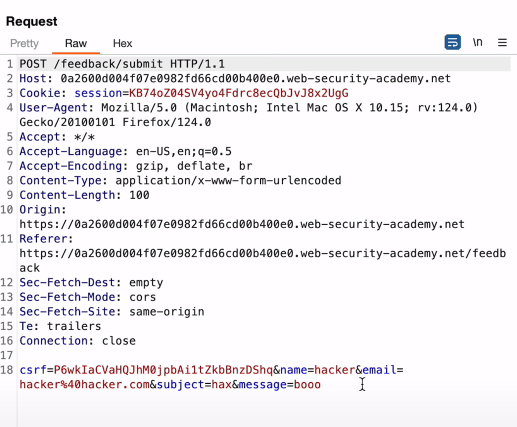 Request
Pretty Raw Hex \n
1 POST /feedback/submit HTTP/1.1
2 Host: 0a2600d004f07e0982fd66cd00b400e0.web-security-academy.net
3 Cookie: session=KB74oZ04SV4yo4Fdrc8ecQbJvJ8x2UgG
4 User-Agent: Mozilla/5.0 (Macintosh; Intel Mac OS X 10.15; rv:124.0)
Gecko/20100101 Firefox/124.0
5 Accept: */*
6 Accept-Language: en-US,en;q=0.5
7 Accept-Encoding: gzip, deflate, br
8 Content-Type: application/x-www-form-urlencoded
9 Content-Length: 100
10 Origin:
https://0a2600d004f07e0982fd66cd00b400e0.web-security-academy.net
11 Referer:
https://0a2600d004f07e0982fd66cd00b400e0.web-security-academy.net/feedb
ack
12 Sec-Fetch-Dest: empty
13 Sec-Fetch-Mode: cors
14 Sec-Fetch-Site: same-origin
15 Te: trailers
16 Connection: close
17
18 csrf=P6wkIaCVaHQJhM0jpbAi1tZkbBnzDShq&name=hacker&email=
hacker%40hacker.com&subject=hax&message=booo